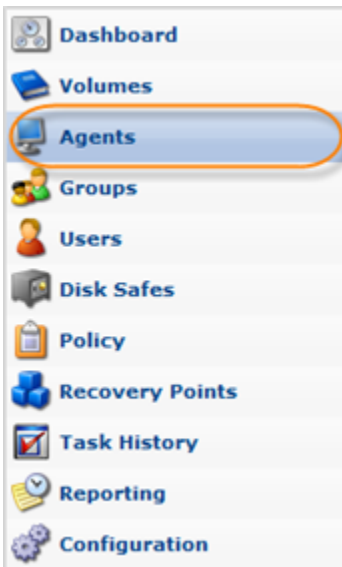 Dashboard
Volumes
Agents
Groups
Users
Disk Safes
Policy
Recovery Points
Task History
Reporting
Configuration